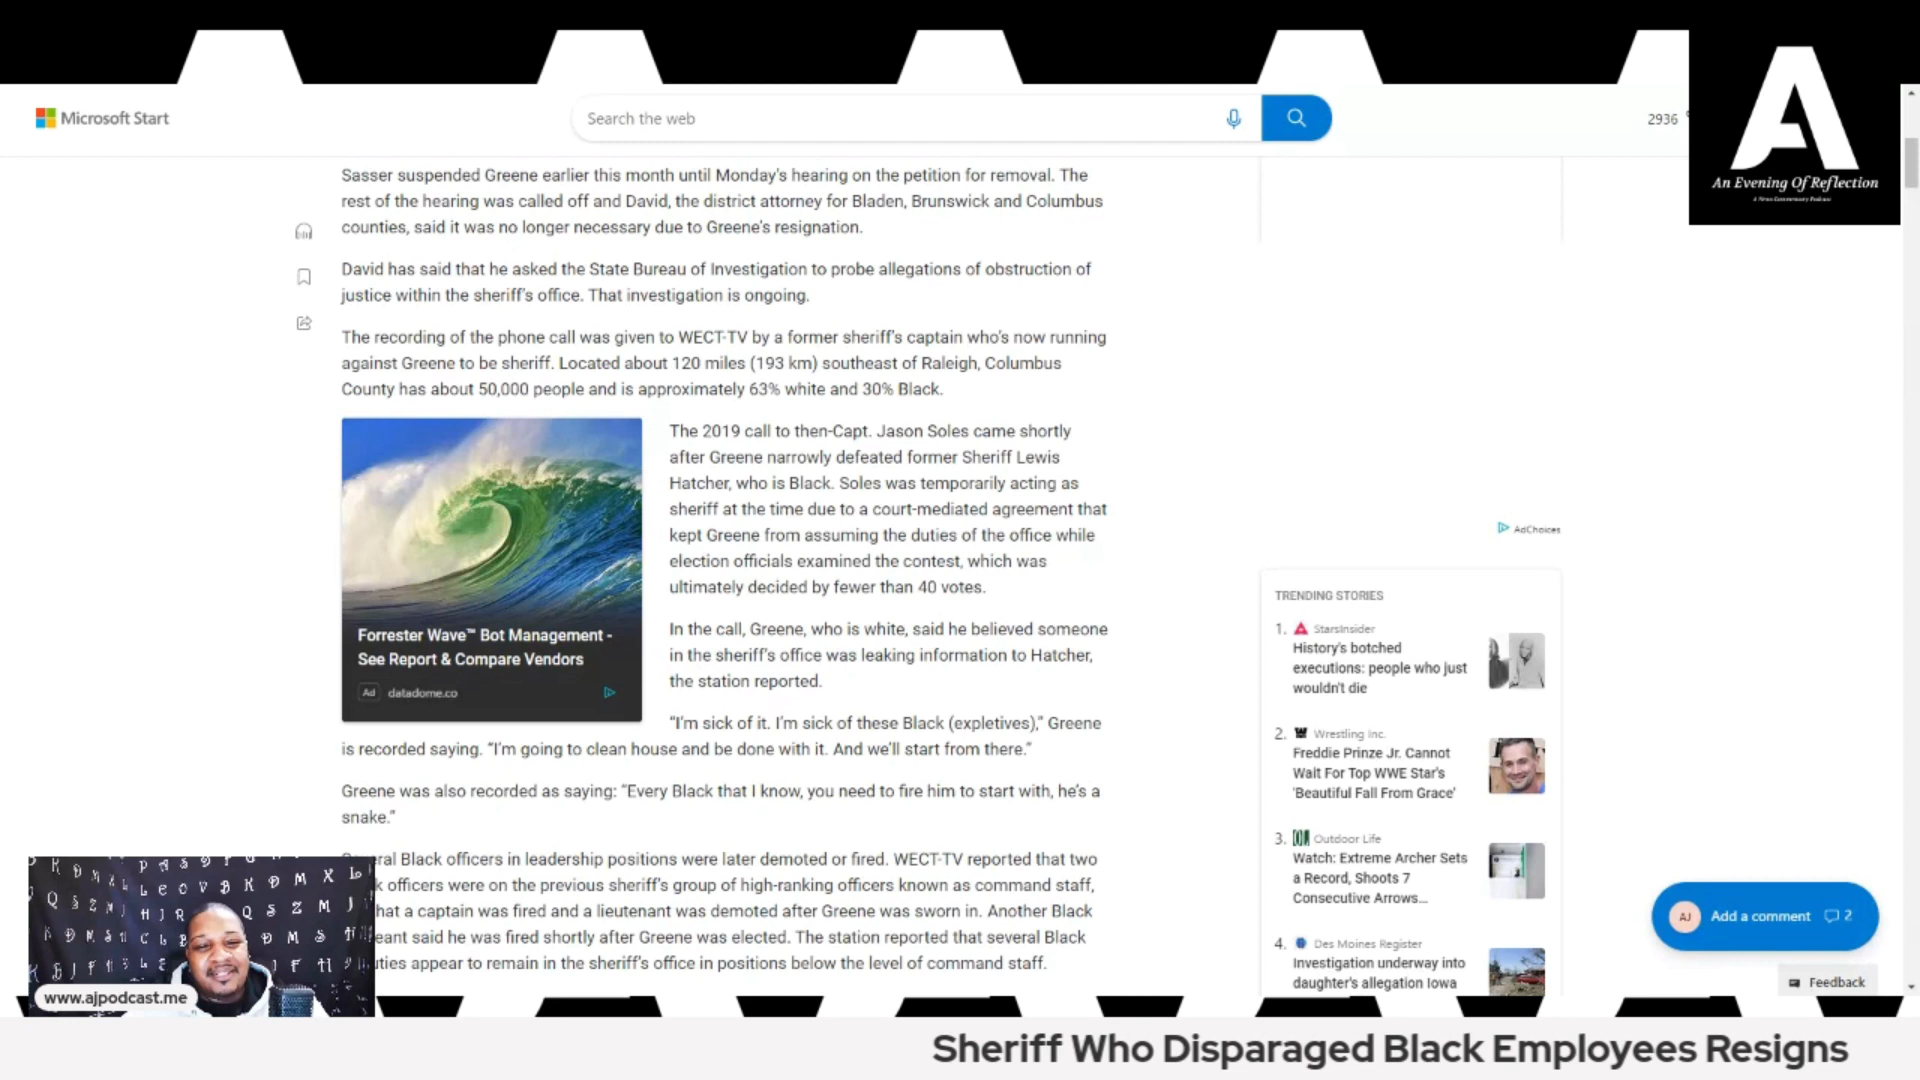 Microsoft Start
Search the web
2936
A
An Evening Of Reflection
A News Commentary Podcast
Sasser suspended Greene earlier this month until Monday's hearing on the petition for removal. The
rest of the hearing was called off and David, the district attorney for Bladen, Brunswick and Columbus
counties, said it was no longer necessary due to Greene's resignation.
David has said that he asked the State Bureau of Investigation to probe allegations of obstruction of
justice within the sheriff's office. That investigation is ongoing.
The recording of the phone call was given to WECT-TV by a former sheriff's captain who's now running
against Greene to be sheriff. Located about 120 miles (193 km) southeast of Raleigh, Columbus
County has about 50,000 people and is approximately 63% white and 30% Black.
The 2019 call to then-Capt. Jason Soles came shortly
after Greene narrowly defeated former Sheriff Lewis
Hatcher, who is Black. Soles was temporarily acting as
sheriff at the time due to a court-mediated agreement that
kept Greene from assuming the duties of the office while
election officials examined the contest, which was
ultimately decided by fewer than 40 votes.
Forrester Wave™ Bot Management -
See Report & Compare Vendors
Ad datadome.co
In the call, Greene, who is white, said he believed someone
in the sheriff's office was leaking information to Hatcher,
the station reported.
"I'm sick of it. I'm sick of these Black (expletives)," Greene
is recorded saying. "I'm going to clean house and be done with it. And we'll start from there."
Greene was also recorded as saying: "Every Black that I know, you need to fire him to start with, he's a
snake."
eral Black officers in leadership positions were later demoted or fired. WECT-TV reported that two
k officers were on the previous sheriff's group of high-ranking officers known as command staff,
hat a captain was fired and a lieutenant was demoted after Greene was sworn in. Another Black
eant said he was fired shortly after Greene was elected. The station reported that several Black
uties appear to remain in the sheriff's office in positions below the level of command staff.
AdChoices
TRENDING STORIES
1. StarsInsider
History's botched
executions: people who just
wouldn't die
2. Wrestling Inc.
Freddie Prinze Jr. Cannot
Wait For Top WWE Star's
'Beautiful Fall From Grace'
3. Outdoor Life
Watch: Extreme Archer Sets
a Record, Shoots 7
Consecutive Arrows...
4. Des Moines Register
Investigation underway into
daughter's allegation Iowa
AJ Add a comment 2
Feedback
www.ajpodcast.me
Sheriff Who Disparaged Black Employees Resigns